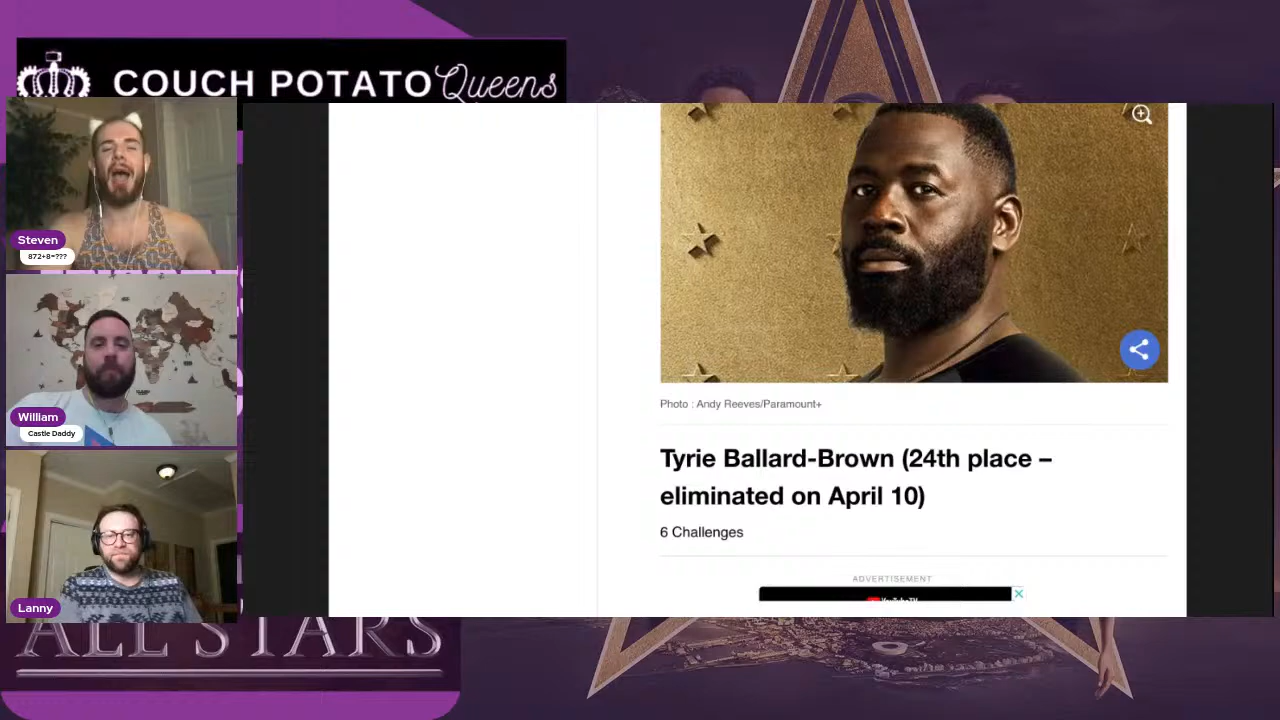 COUCH POTATO Queens
Steven
872+8=???
William
Castle Daddy
Lanny
Photo : Andy Reeves/Paramount+
Tyrie Ballard-Brown (24th place –
eliminated on April 10)
6 Challenges
ADVERTISEMENT
YouTubeTV
ALL STARS